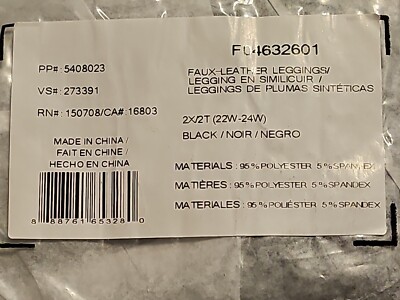 F04632601
PP#: 5408023
VS#: 273391
RN#: 150708/CA#: 16803
FAUX-LEATHER LEGGINGS/
LEGGING EN SIMILICUIR /
LEGGINGS DE PLUMAS SINTÉTICAS
2X/2T (22W-24W)
BLACK / NOIR / NEGRO
MADE IN CHINA /
FAIT EN CHINE /
HECHO EN CHINA
MATERIALS : 95 % POLYESTER 5 % SPANDEX
MATIÈRES : 95 % POLYESTER 5 % SPANDEX
MATERIALES : 95 % POLIÉSTER 5 % SPANDEX
8 88761 65328 0